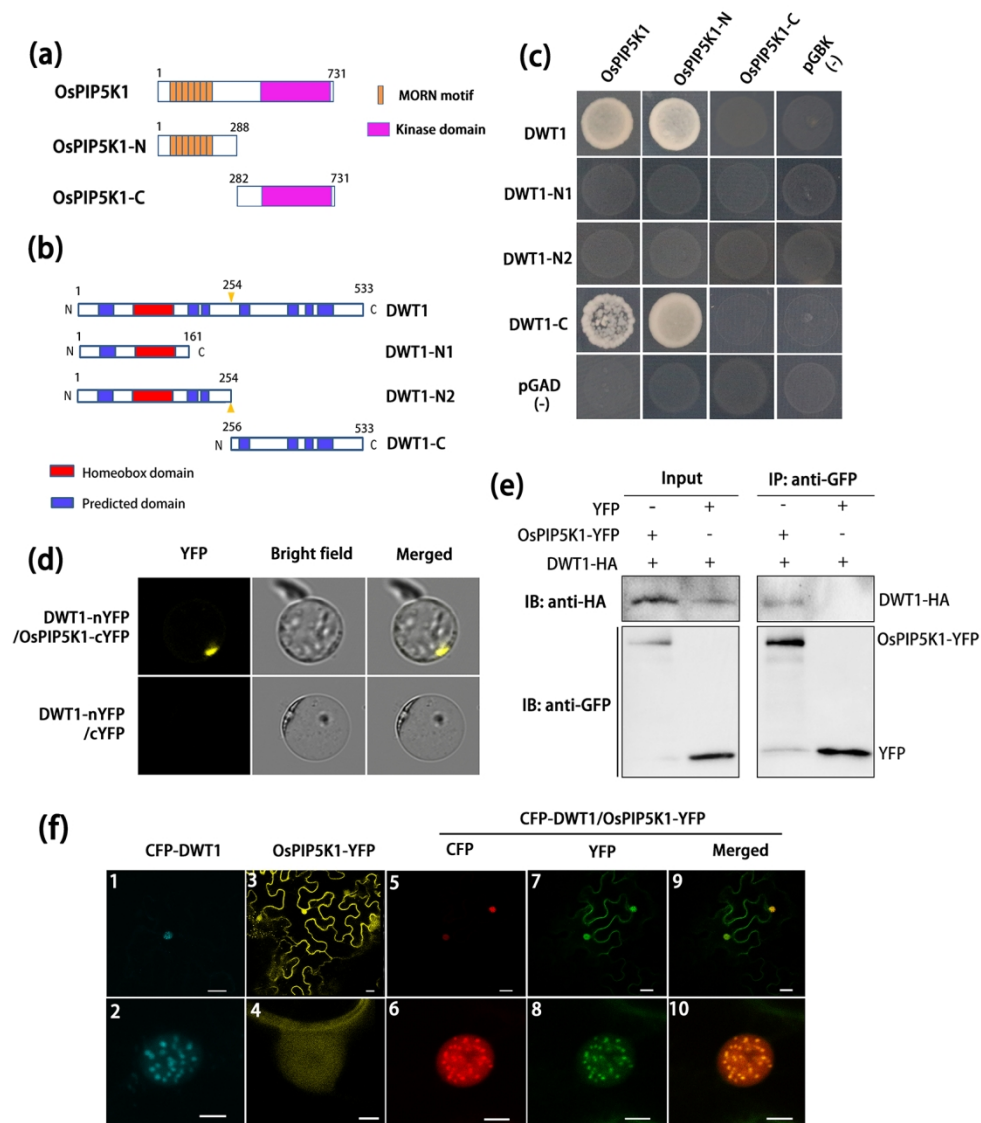 (a)
1 731
OsPIP5K1
MORN motif
Kinase domain
1 288
OsPIP5K1-N
282 731
OsPIP5K1-C
(b)
1 254 533
N C DWT1
1 161
N C DWT1-N1
1 254
N DWT1-N2
256 533
N C DWT1-C
Homeobox domain
Predicted domain
(c)
OsPIP5K1
OsPIP5K1-N
OsPIP5K1-C
pGBK
(-)
DWT1
DWT1-N1
DWT1-N2
DWT1-C
pGAD
(-)
(d)
YFP Bright field Merged
DWT1-nYFP
/OsPIP5K1-cYFP
DWT1-nYFP
/cYFP
(e)
Input IP: anti-GFP
YFP - + - +
OsPIP5K1-YFP + - + -
DWT1-HA + + + +
IB: anti-HA DWT1-HA
OsPIP5K1-YFP
IB: anti-GFP
YFP
(f)
CFP-DWT1/OsPIP5K1-YFP
CFP-DWT1 OsPIP5K1-YFP CFP YFP Merged
1 3 5 7 9
2 4 6 8 10